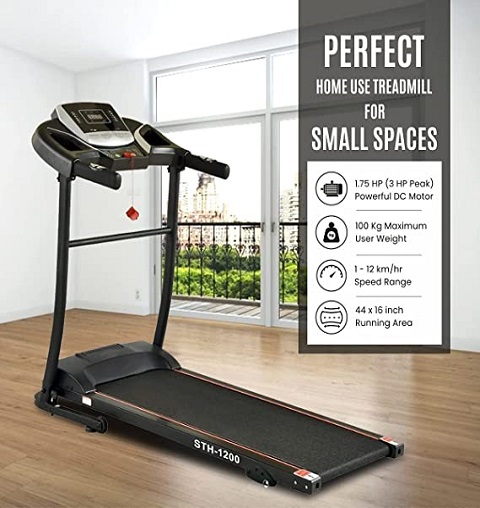 PERFECT
HOME USE TREADMILL
FOR
SMALL SPACES
1.75 HP (3 HP Peak)
Powerful DC Motor
100 Kg Maximum
User Weight
1 - 12 km/hr
Speed Range
44 x 16 inch
Running Area
STH-1200